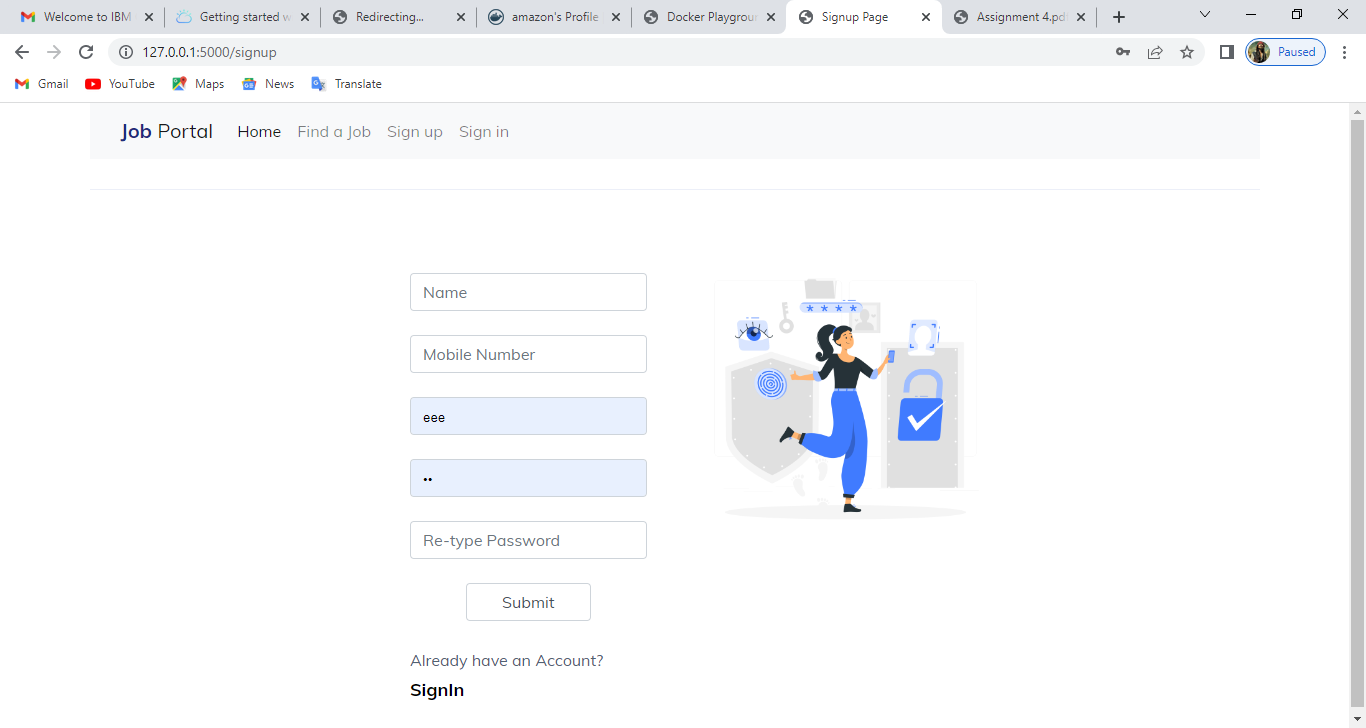 Welcome to IBM
Getting started w
Redirecting...
amazon's Profile
Docker Playgroun
Signup Page
Assignment 4.pdf
127.0.0.1:5000/signup
Paused
Gmail
YouTube
Maps
News
Translate
Job Portal
Home
Find a Job
Sign up
Sign in
Name
Mobile Number
eee
••
Re-type Password
Submit
Already have an Account?
SignIn